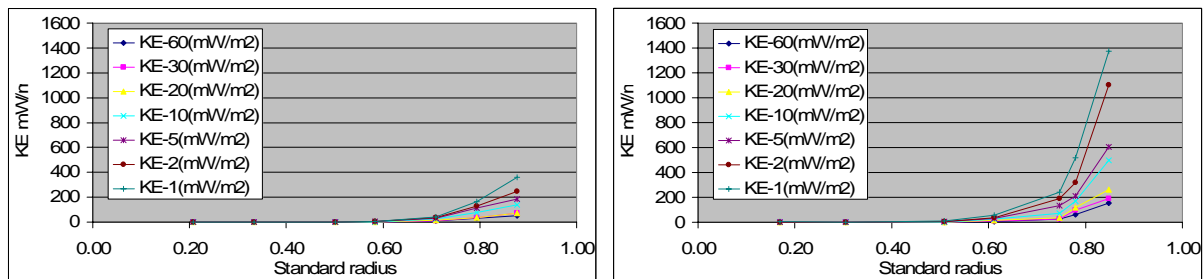 1600
1400
1200
1000
800
600
400
200
0
KE mW/n
KE-60(mW/m2)
KE-30(mW/m2)
KE-20(mW/m2)
KE-10(mW/m2)
KE-5(mW/m2)
KE-2(mW/m2)
KE-1(mW/m2)
0.00 0.20 0.40 0.60 0.80 1.00
Standard radius
1600
1400
1200
1000
800
600
400
200
0
KE mW/n
KE-60(mW/m2)
KE-30(mW/m2)
KE-20(mW/m2)
KE-10(mW/m2)
KE-5(mW/m2)
KE-2(mW/m2)
KE-1(mW/m2)
0.00 0.20 0.40 0.60 0.80 1.00
Standard radius